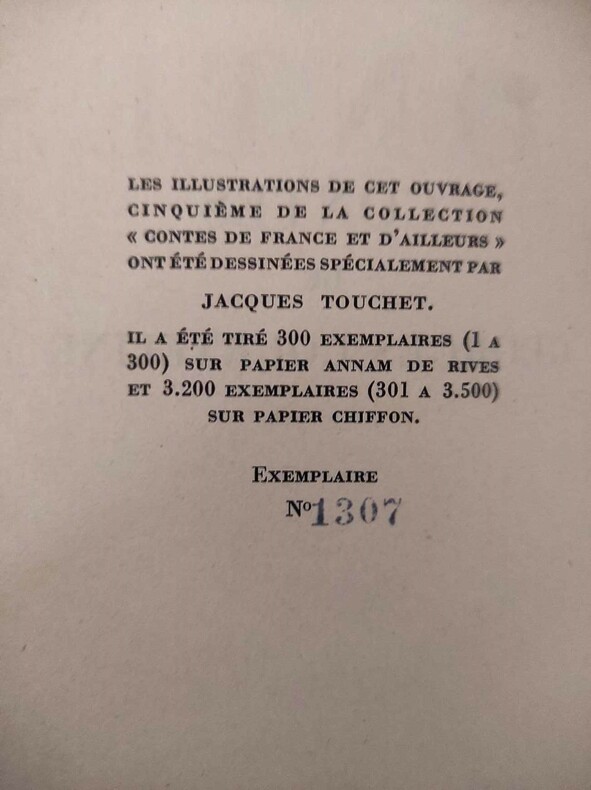 LES ILLUSTRATIONS DE CET OUVRAGE,
CINQUIÈME DE LA COLLECTION
« CONTES DE FRANCE ET D'AILLEURS »
ONT ÉTÉ DESSINÉES SPÉCIALEMENT PAR
JACQUES TOUCHET.
IL A ÉTÉ TIRÉ 300 EXEMPLAIRES (1 A
300) SUR PAPIER ANNAM DE RIVES
ET 3.200 EXEMPLAIRES (301 A 3.500)
SUR PAPIER CHIFFON.
EXEMPLAIRE
Nº 1307